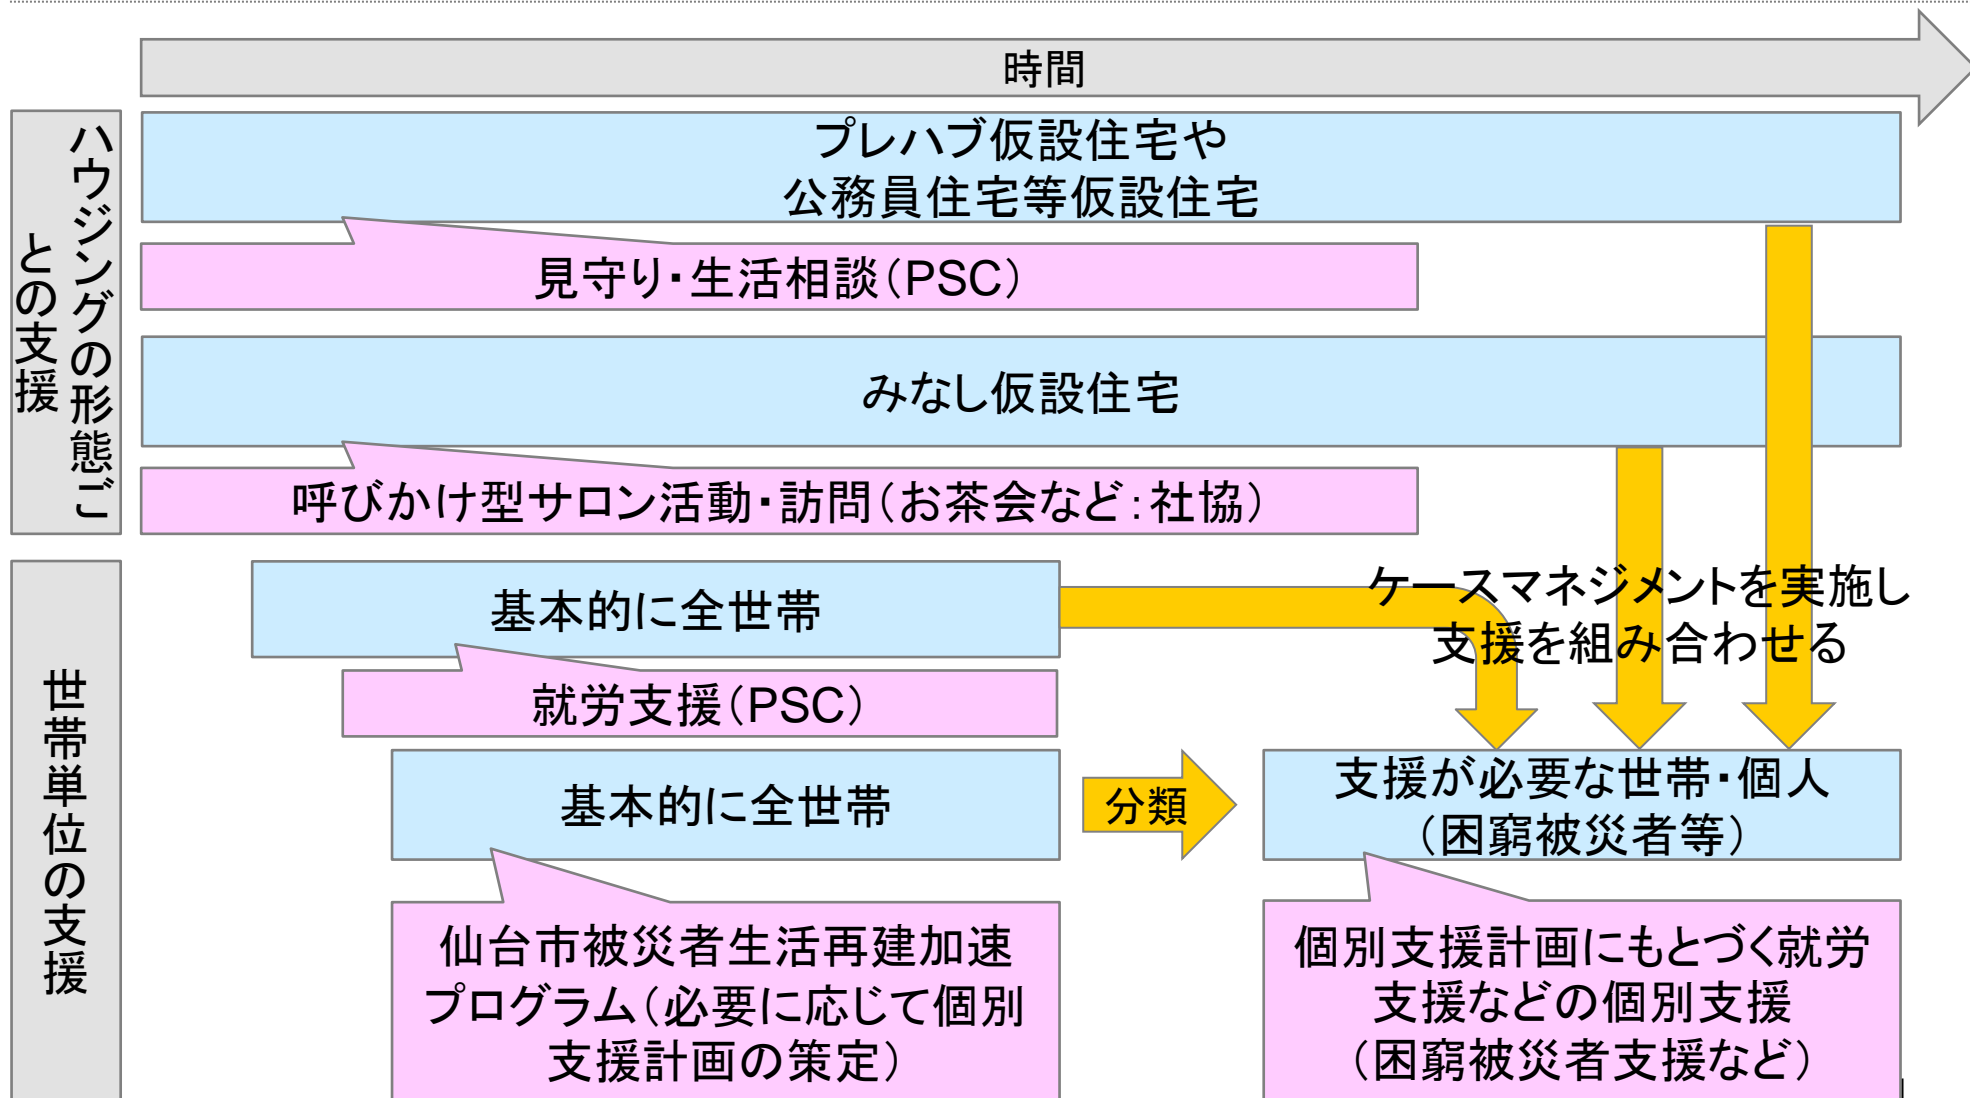 時間
ハウジングの形態ご
との支援
プレハブ仮設住宅や
公務員住宅等仮設住宅
見守り・生活相談（PSC）
みなし仮設住宅
呼びかけ型サロン活動・訪問（お茶会など：社協）
世帯単位の支援
基本的に全世帯
ケースマネジメントを実施し
支援を組み合わせる
就労支援（PSC）
基本的に全世帯
分類
支援が必要な世帯・個人
（困窮被災者等）
仙台市被災者生活再建加速
プログラム（必要に応じて個別
支援計画の策定）
個別支援計画にもとづく就労
支援などの個別支援
（困窮被災者支援など）